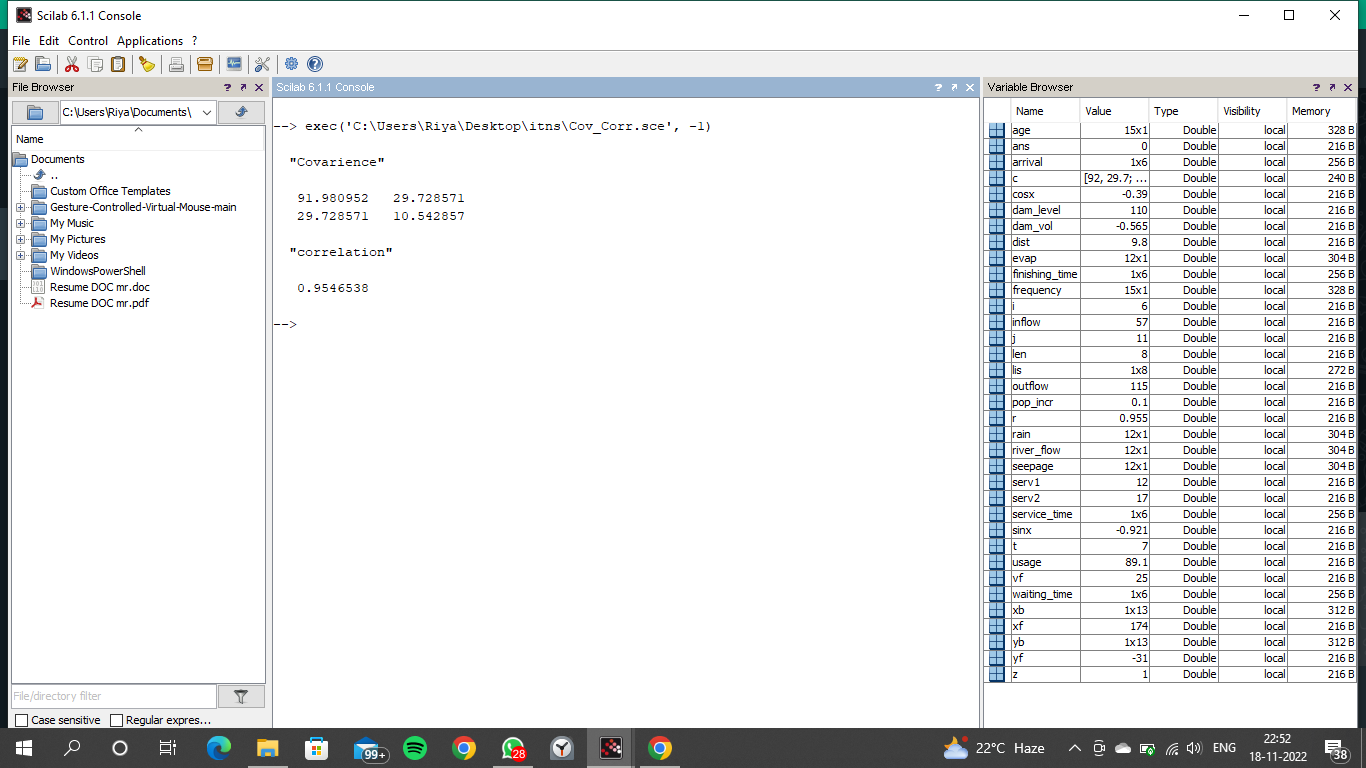 Scilab 6.1.1 Console
File Edit Control Applications ?
File Browser ?
Scilab 6.1.1 Console ?
Variable Browser ?
C:\Users\Riya\Documents\
Name
Documents
..
Custom Office Templates
Gesture-Controlled-Virtual-Mouse-main
My Music
My Pictures
My Videos
WindowsPowerShell
Resume DOC mr.doc
Resume DOC mr.pdf
File/directory filter
Case sensitive Regular expres...
--> exec('C:\Users\Riya\Desktop\itns\Cov_Corr.sce', -1)
"Covarience"
91.980952 29.728571
29.728571 10.542857
"correlation"
0.9546538
-->
Name Value Type Visibility Memory
age 15x1 Double local 328 B
ans 0 Double local 216 B
arrival 1x6 Double local 256 B
c [92, 29.7; ... Double local 240 B
cosx -0.39 Double local 216 B
dam_level 110 Double local 216 B
dam_vol -0.565 Double local 216 B
dist 9.8 Double local 216 B
evap 12x1 Double local 304 B
finishing_time 1x6 Double local 256 B
frequency 15x1 Double local 328 B
i 6 Double local 216 B
inflow 57 Double local 216 B
j 11 Double local 216 B
len 8 Double local 216 B
lis 1x8 Double local 272 B
outflow 115 Double local 216 B
pop_incr 0.1 Double local 216 B
r 0.955 Double local 216 B
rain 12x1 Double local 304 B
river_flow 12x1 Double local 304 B
seepage 12x1 Double local 304 B
serv1 12 Double local 216 B
serv2 17 Double local 216 B
service_time 1x6 Double local 256 B
sinx -0.921 Double local 216 B
t 7 Double local 216 B
usage 89.1 Double local 216 B
vf 25 Double local 216 B
waiting_time 1x6 Double local 256 B
xb 1x13 Double local 312 B
xf 174 Double local 216 B
yb 1x13 Double local 312 B
yf -31 Double local 216 B
z 1 Double local 216 B
99+ 28 22°C Haze ENG 22:52
18-11-2022 38